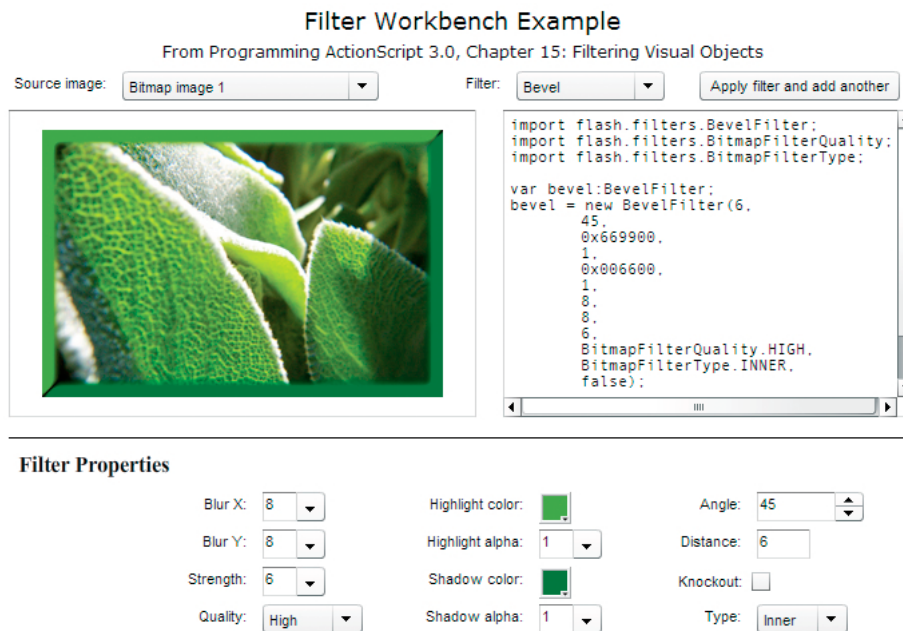 Filter Workbench Example
From Programming ActionScript 3.0, Chapter 15: Filtering Visual Objects
Source image: Bitmap image 1 Filter: Bevel Apply filter and add another
import flash.filters.BevelFilter;
import flash.filters.BitmapFilterQuality;
import flash.filters.BitmapFilterType;
var bevel:BevelFilter;
bevel = new BevelFilter(6,
45,
0x669900,
1,
0x006600,
1,
8,
8,
6,
BitmapFilterQuality.HIGH,
BitmapFilterType.INNER,
false);
Filter Properties
Blur X: 8 Highlight color: Angle: 45
Blur Y: 8 Highlight alpha: 1 Distance: 6
Strength: 6 Shadow color: Knockout:
Quality: High Shadow alpha: 1 Type: Inner